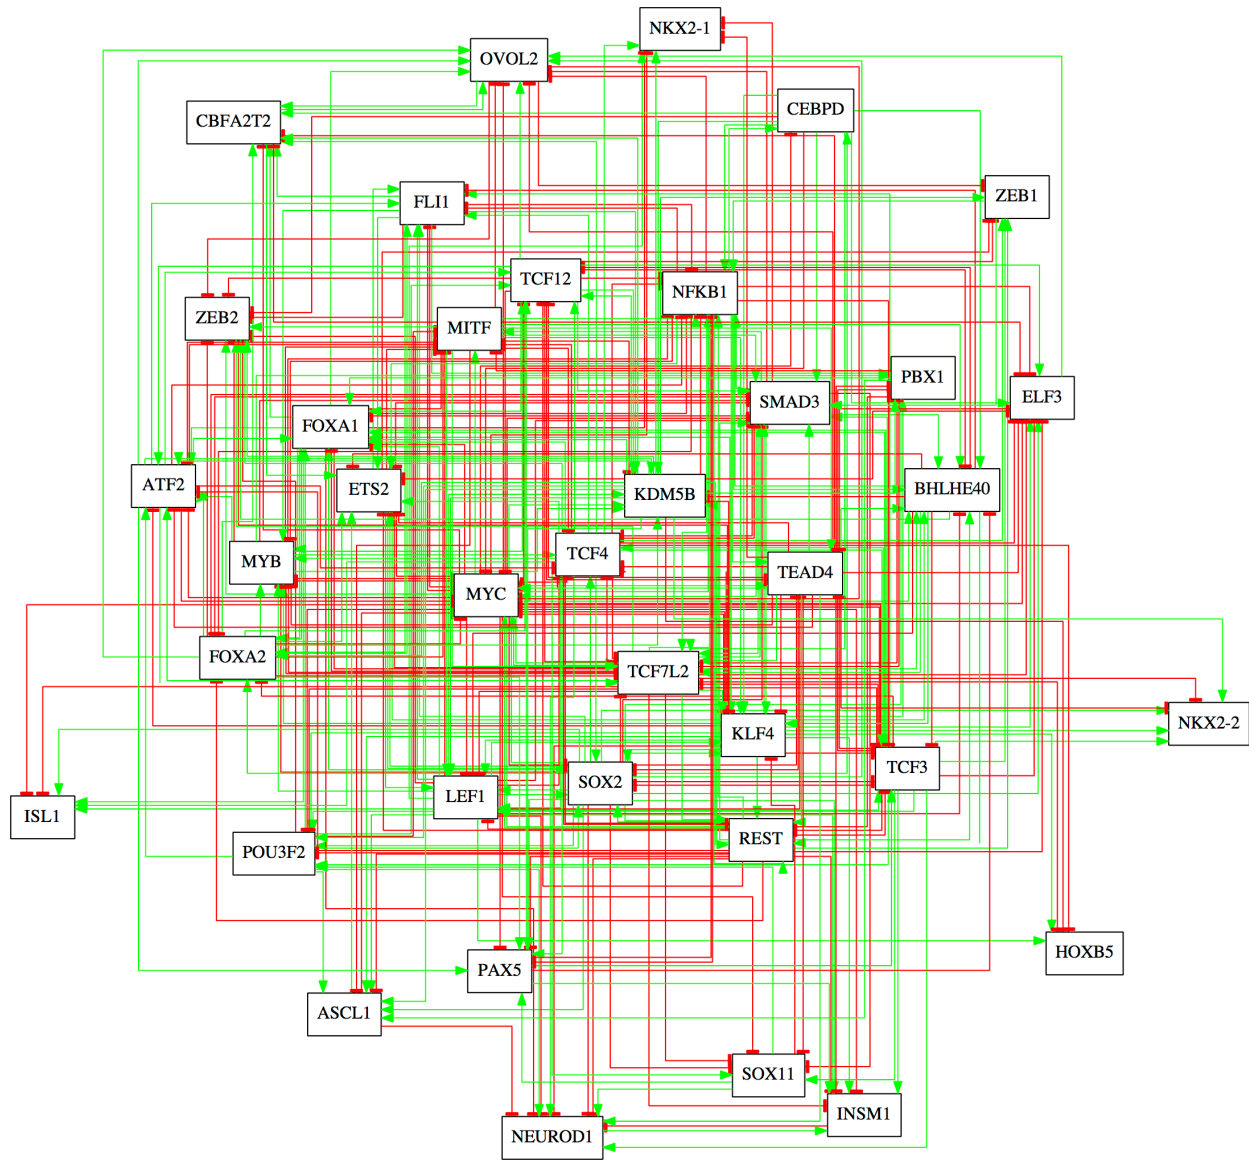 NKX2-1
OVOL2
CEBPD
CBFA2T2
ZEB1
FLI1
TCF12
NFKB1
ZEB2
MITF
PBX1
SMAD3
ELF3
FOXA1
ATF2
ETS2
KDM5B
BHLHE40
TCF4
MYB
TEAD4
MYC
FOXA2
TCF7L2
NKX2-2
KLF4
TCF3
SOX2
LEF1
ISL1
REST
POU3F2
HOXB5
PAX5
ASCL1
SOX11
INSM1
NEUROD1